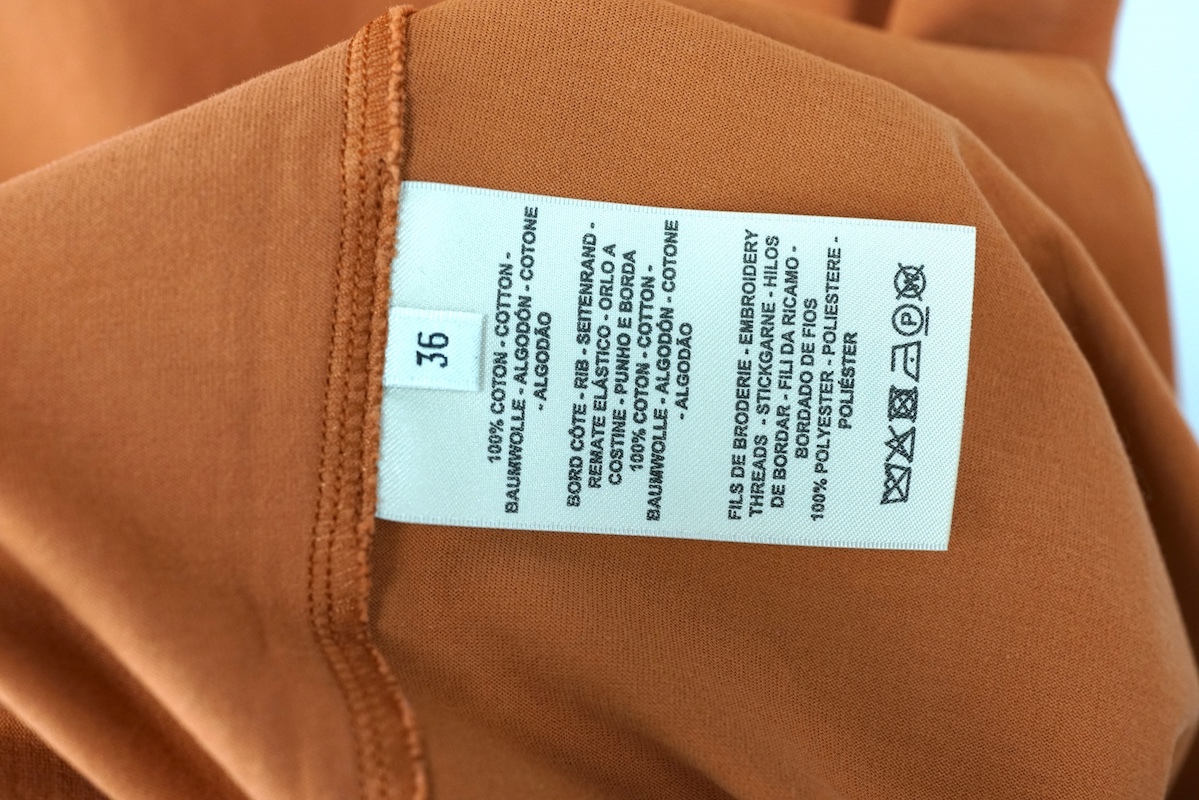 36
100% COTON - COTTON -
BAUMWOLLE - ALGODÓN - COTONE
- ALGODÃO
BORD CÔTE - RIB - SEITENRAND -
REMATE ELÁSTICO - ORLO A
COSTINE - PUNHO E BORDA
100% COTON - COTTON -
BAUMWOLLE - ALGODÓN - COTONE
- ALGODÃO
FILS DE BRODERIE - EMBROIDERY
THREADS - STICKGARNE - HILOS
DE BORDAR - FILI DA RICAMO -
BORDADO DE FIOS
100% POLYESTER - POLIESTERE -
POLIÉSTER
P